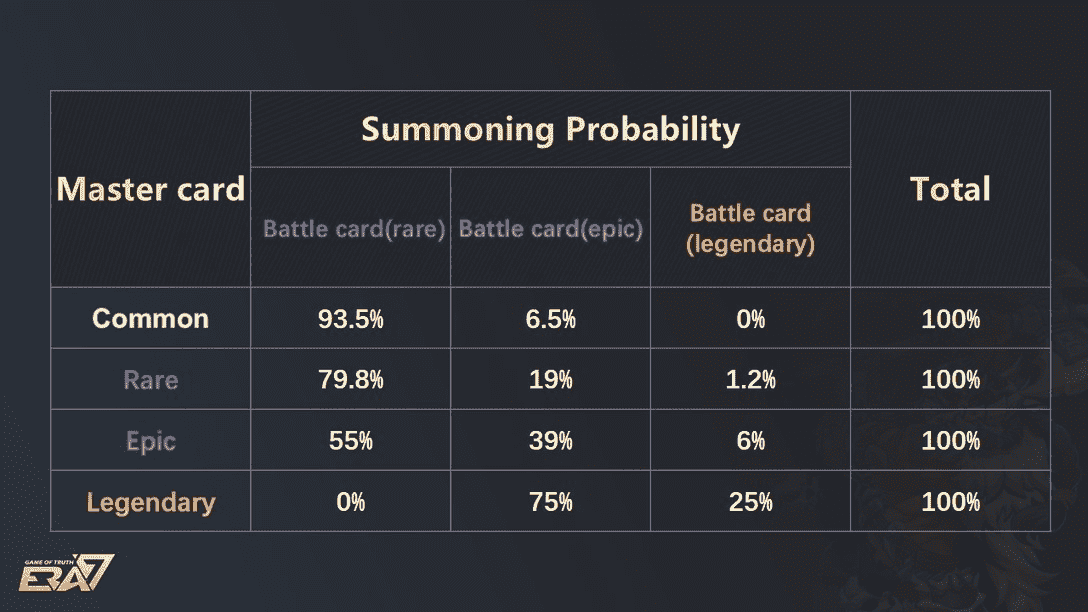 Master card
Summoning Probability
Total
Battle card(rare)
Battle card(epic)
Battle card
(legendary)
Common 93.5% 6.5% 0% 100%
Rare 79.8% 19% 1.2% 100%
Epic 55% 39% 6% 100%
Legendary 0% 75% 25% 100%
GAME OF TRUTH
ERA7